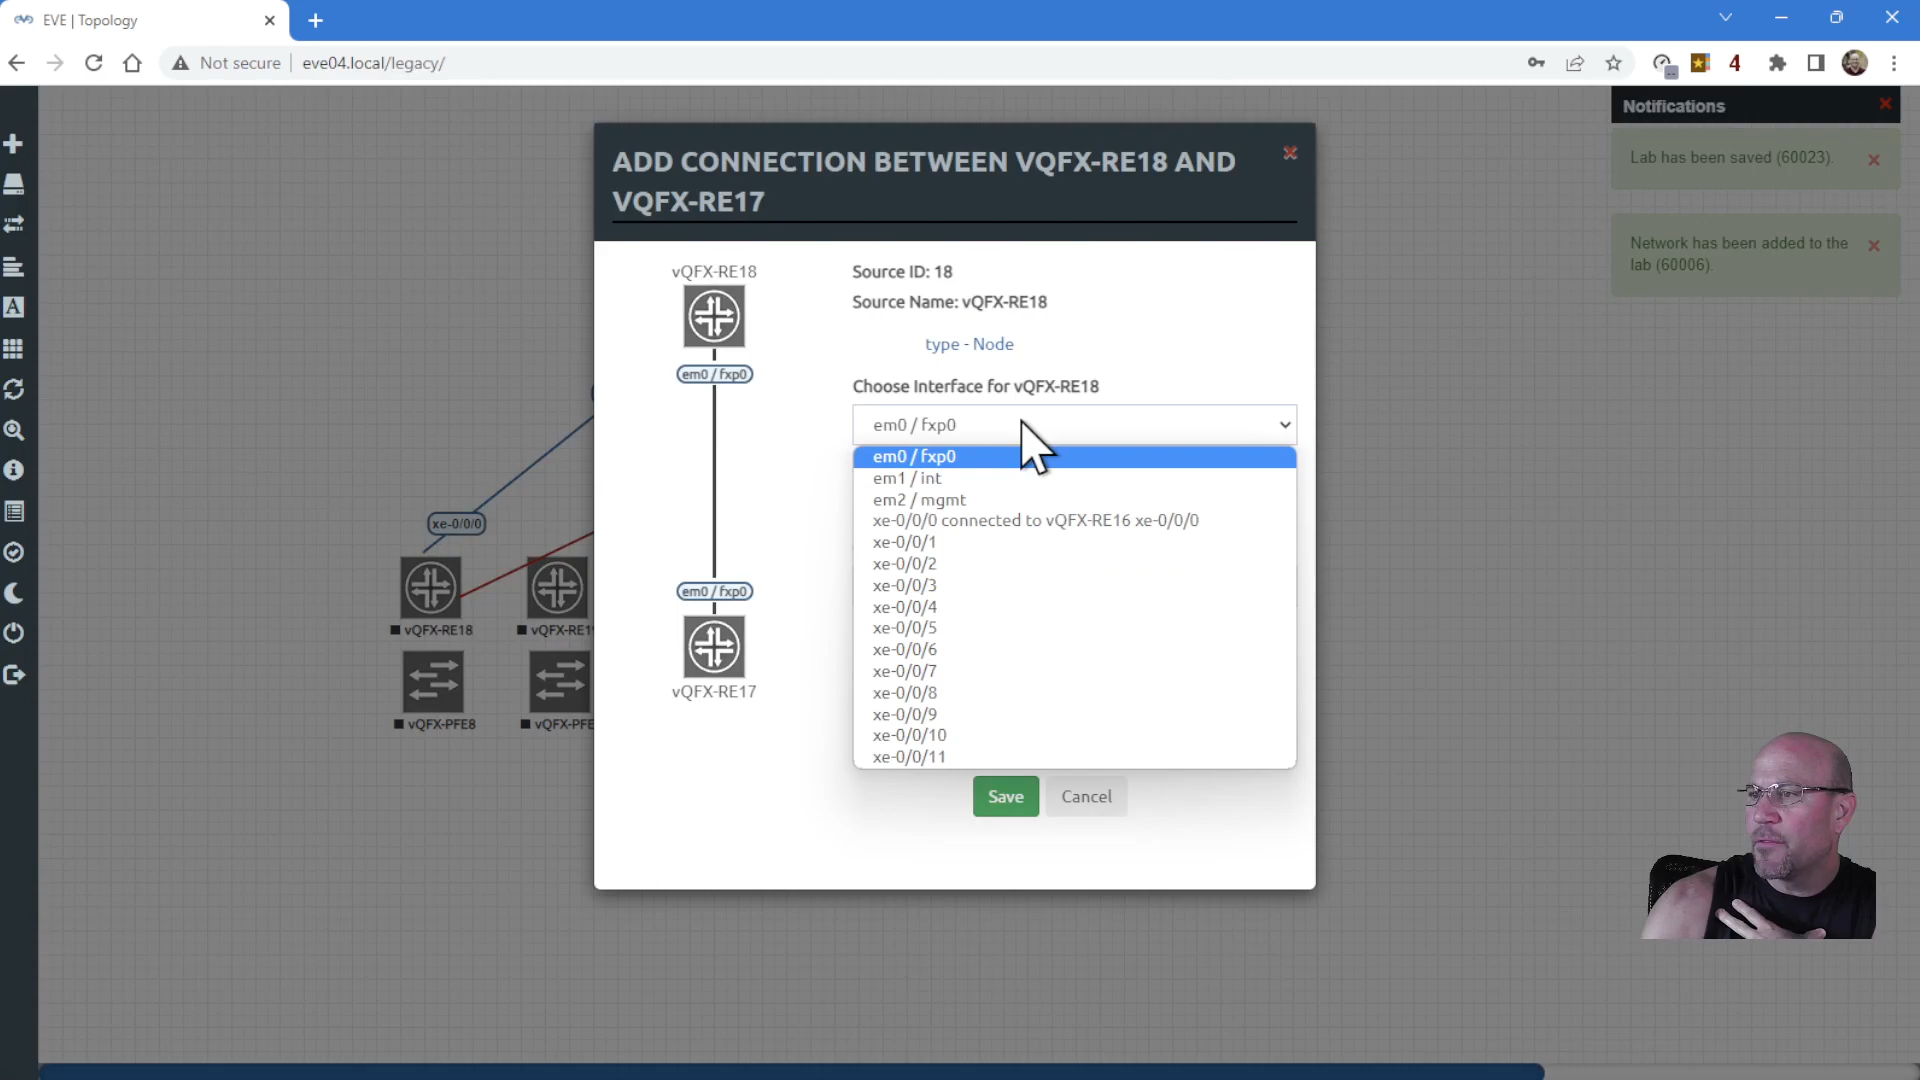 EVE | Topology
Not secure
eve04.local/legacy/
4
Notifications
Lab has been saved (60023).
Network has been added to the
lab (60006).
ADD CONNECTION BETWEEN VQFX-RE18 AND
VQFX-RE17
vQFX-RE18
em0 / fxp0
em0 / fxp0
vQFX-RE17
Source ID: 18
Source Name: vQFX-RE18
type - Node
Choose Interface for vQFX-RE18
em0 / fxp0
em0 / fxp0
em1 / int
em2 / mgmt
xe-0/0/0 connected to vQFX-RE16 xe-0/0/0
xe-0/0/1
xe-0/0/2
xe-0/0/3
xe-0/0/4
xe-0/0/5
xe-0/0/6
xe-0/0/7
xe-0/0/8
xe-0/0/9
xe-0/0/10
xe-0/0/11
Save
Cancel
A
xe-0/0/0
vQFX-RE18
vQFX-RE1
vQFX-PFE8
vQFX-PFE